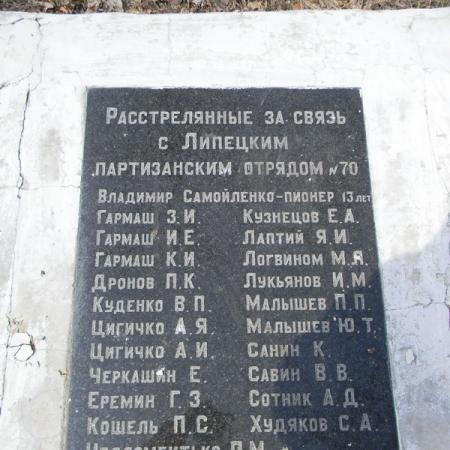 Расстрелянные за связь
с Липецким
партизанским отрядом №70
Владимир Самойленко-пионер 13 лет
Гармаш З.И. Кузнецов Е.А.
Гармаш И.Е. Лаптий Я.И.
Гармаш К.И. Логвином М.Я.
Дронов П.К. Лукьянов И.М.
Куденко В.П. Малышев П.П.
Цигичко А.Я. Малышев Ю.Т.
Цигичко А.И. Санин К.
Черкашин Е. Савин В.В.
Еремин Г.З. Сотник А.Д.
Кошель П.С. Худяков С.А.